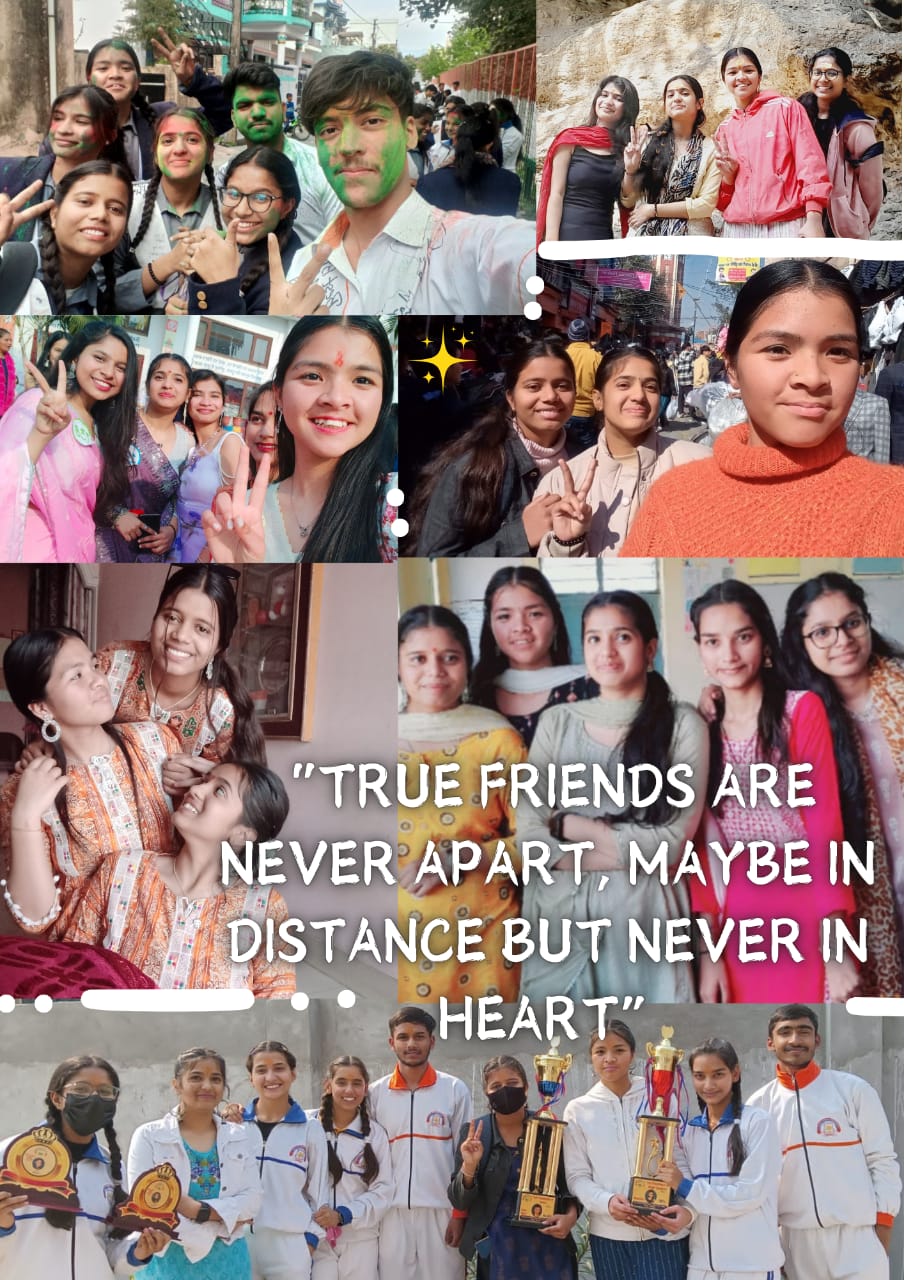 "TRUE FRIENDS ARE
NEVER APART, MAYBE IN
DISTANCE BUT NEVER IN
HEART"